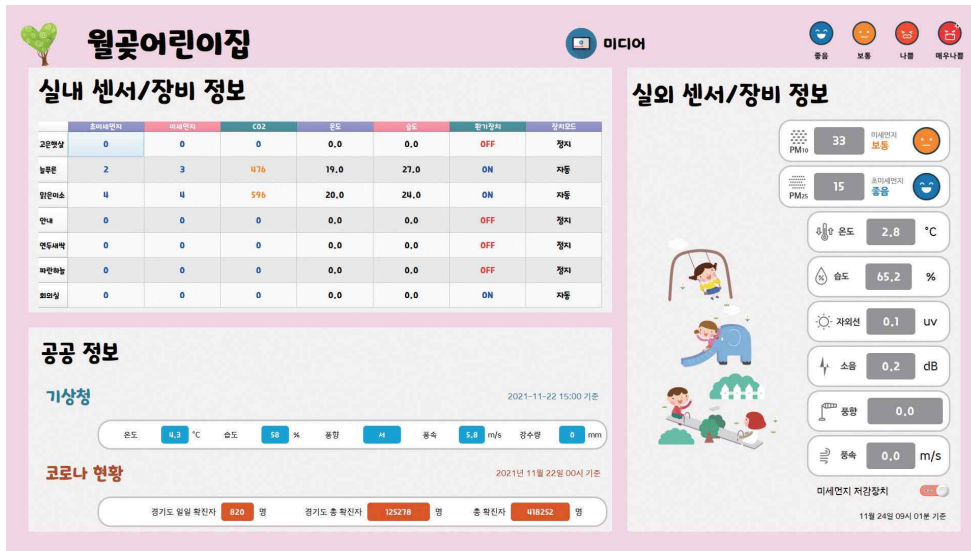 월곶어린이집
미디어
좋음 보통 나쁨 매우나쁨
실내 센서/장비 정보
초미세먼지 미세먼지 CO2 온도 습도 환기장치 장치모드
고운햇살 0 0 0 0.0 0.0 OFF 정지
늘푸른 2 3 476 19.0 27.0 ON 자동
맑은미소 4 4 596 20.0 24.0 ON 자동
안내 0 0 0 0.0 0.0 OFF 정지
연두새싹 0 0 0 0.0 0.0 OFF 정지
파란하늘 0 0 0 0.0 0.0 OFF 정지
회의실 0 0 0 0.0 0.0 ON 자동
공공 정보
기상청
2021-11-22 15:00 기준
온도 4.3 °C 습도 58 % 풍향 서 풍속 5.8 m/s 강수량 0 mm
코로나 현황
2021년 11월 22일 00시 기준
경기도 일일 확진자 820 명 경기도 총 확진자 125278 명 총 확진자 418252 명
실외 센서/장비 정보
PM10 33 미세먼지 보통
PM25 15 초미세먼지 좋음
온도 2.8 °C
습도 65.2 %
자외선 0.1 UV
소음 0.2 dB
풍향 0.0
풍속 0.0 m/s
미세먼지 저감장치
11월 24일 09시 01분 기준